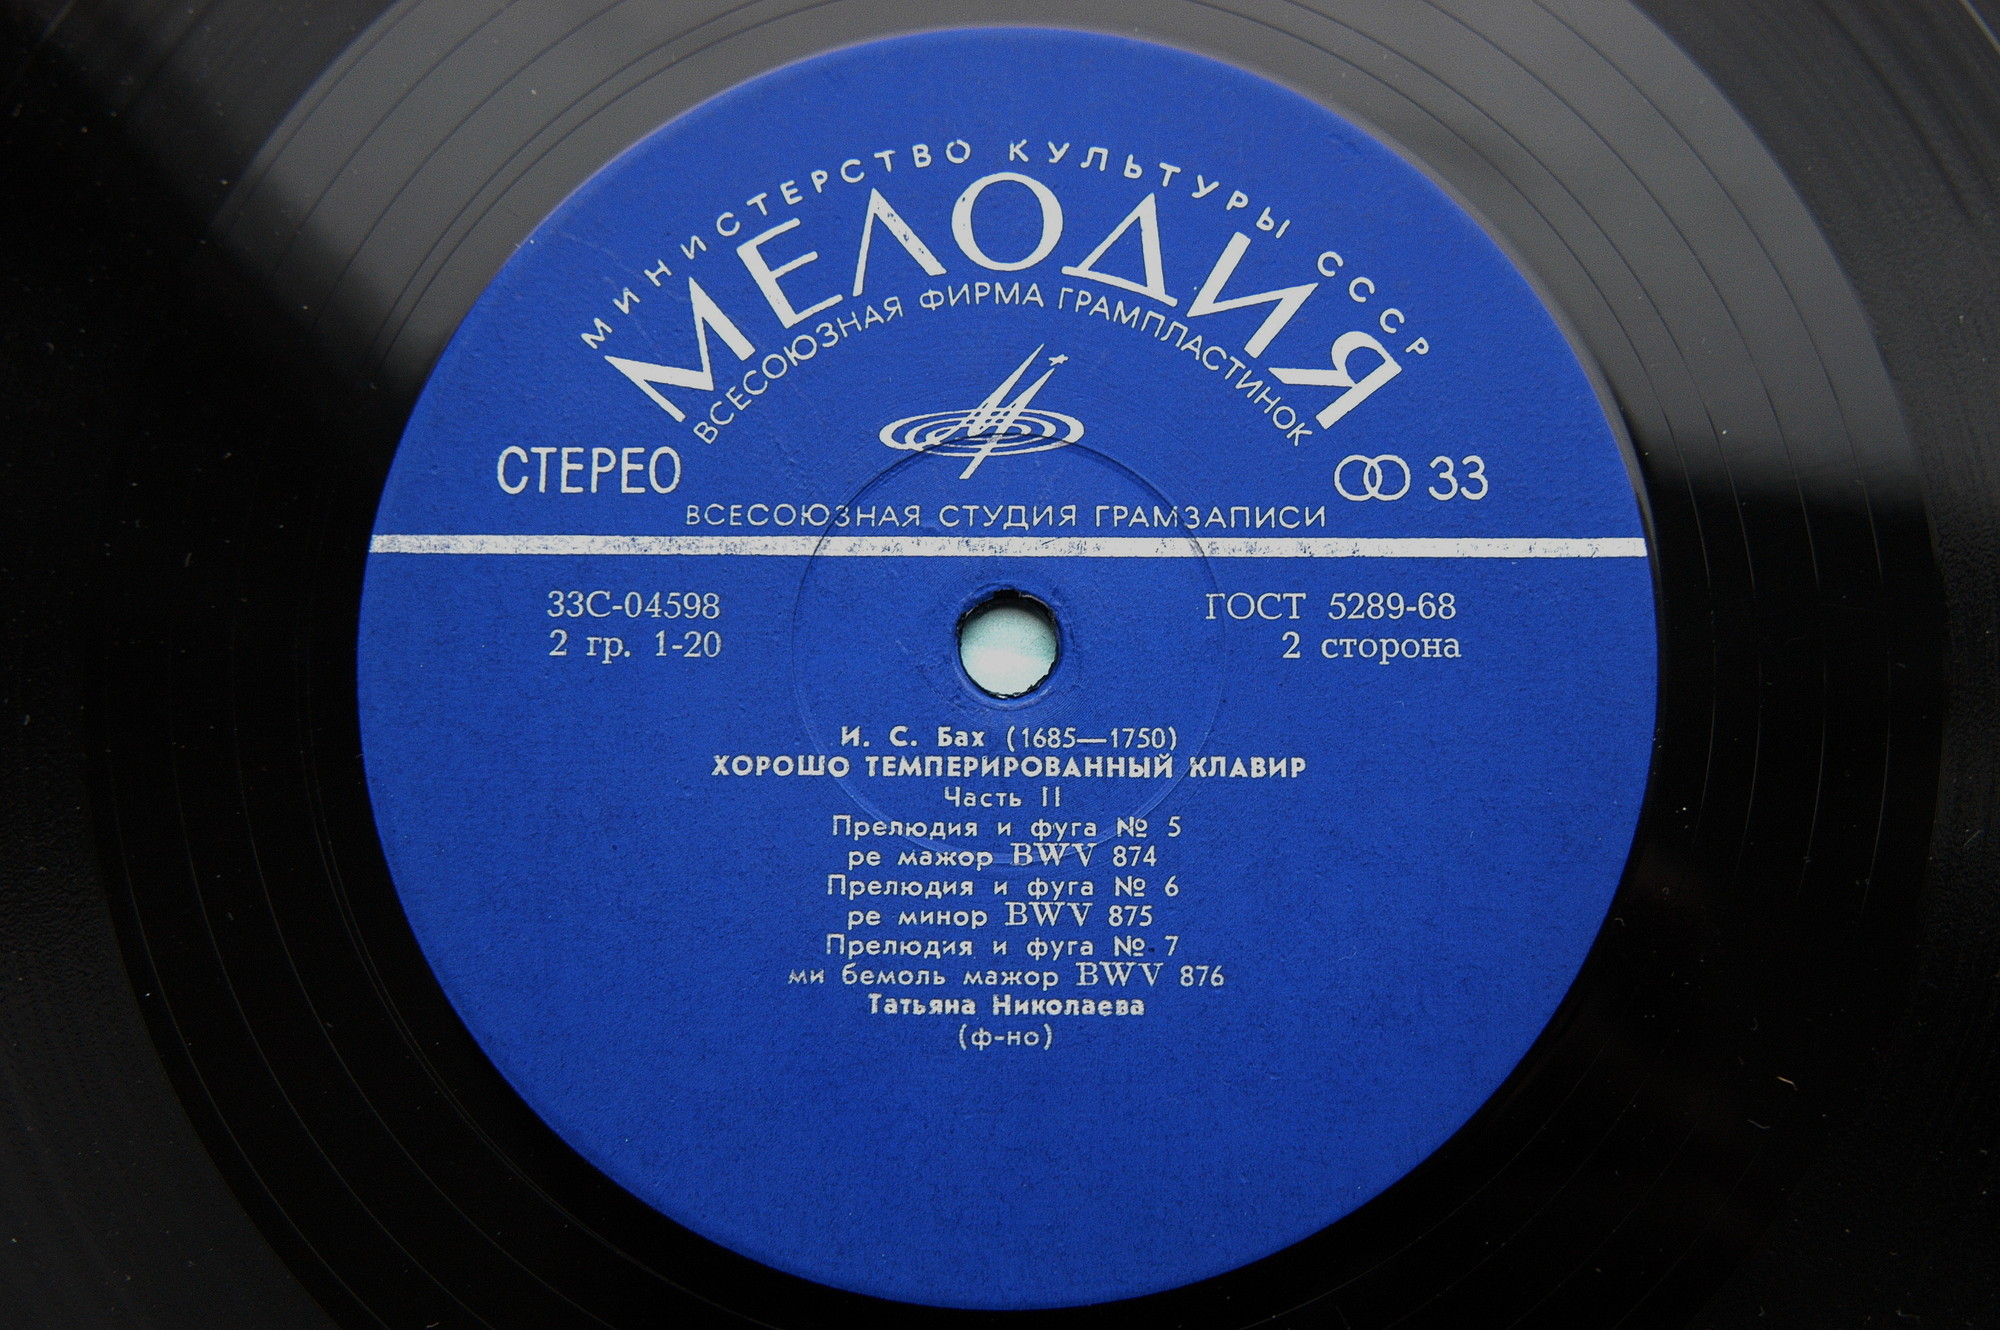 МИНИСТЕРСТВО КУЛЬТУРЫ СССР
МЕЛОДИЯ
ВСЕСОЮЗНАЯ ФИРМА ГРАМПЛАСТИНОК
СТЕРЕО
33
ВСЕСОЮЗНАЯ СТУДИЯ ГРАМЗАПИСИ
33С-04598
ГОСТ 5289-68
2 гр. 1-20
2 сторона
И. С. Бах (1685—1750)
ХОРОШО ТЕМПЕРИРОВАННЫЙ КЛАВИР
Часть II
Прелюдия и фуга № 5
ре мажор BWV 874
Прелюдия и фуга № 6
ре минор BWV 875
Прелюдия и фуга № 7
ми бемоль мажор BWV 876
Татьяна Николаева
(ф-но)